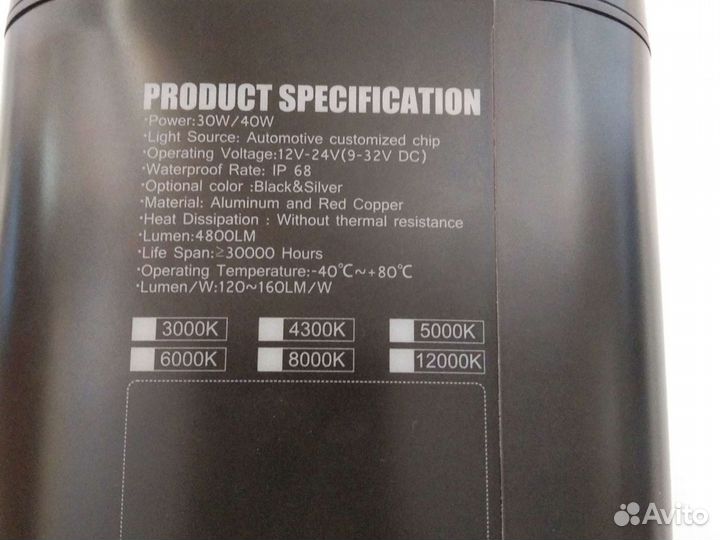 PRODUCT SPECIFICATION
·Power:30W/40W
·Light Source: Automotive customized chip
·Operating Voltage:12V-24V(9-32V DC)
·Waterproof Rate: IP 68
·Optional color :Black&Silver
·Material: Aluminum and Red Copper
·Heat Dissipation : Without thermal resistance
·Lumen:4800LM
·Life Span:≥30000 Hours
·Operating Temperature:-40℃~+80℃
·Lumen/W:120~160LM/W
3000K 4300K 5000K
6000K 8000K 12000K
Avito